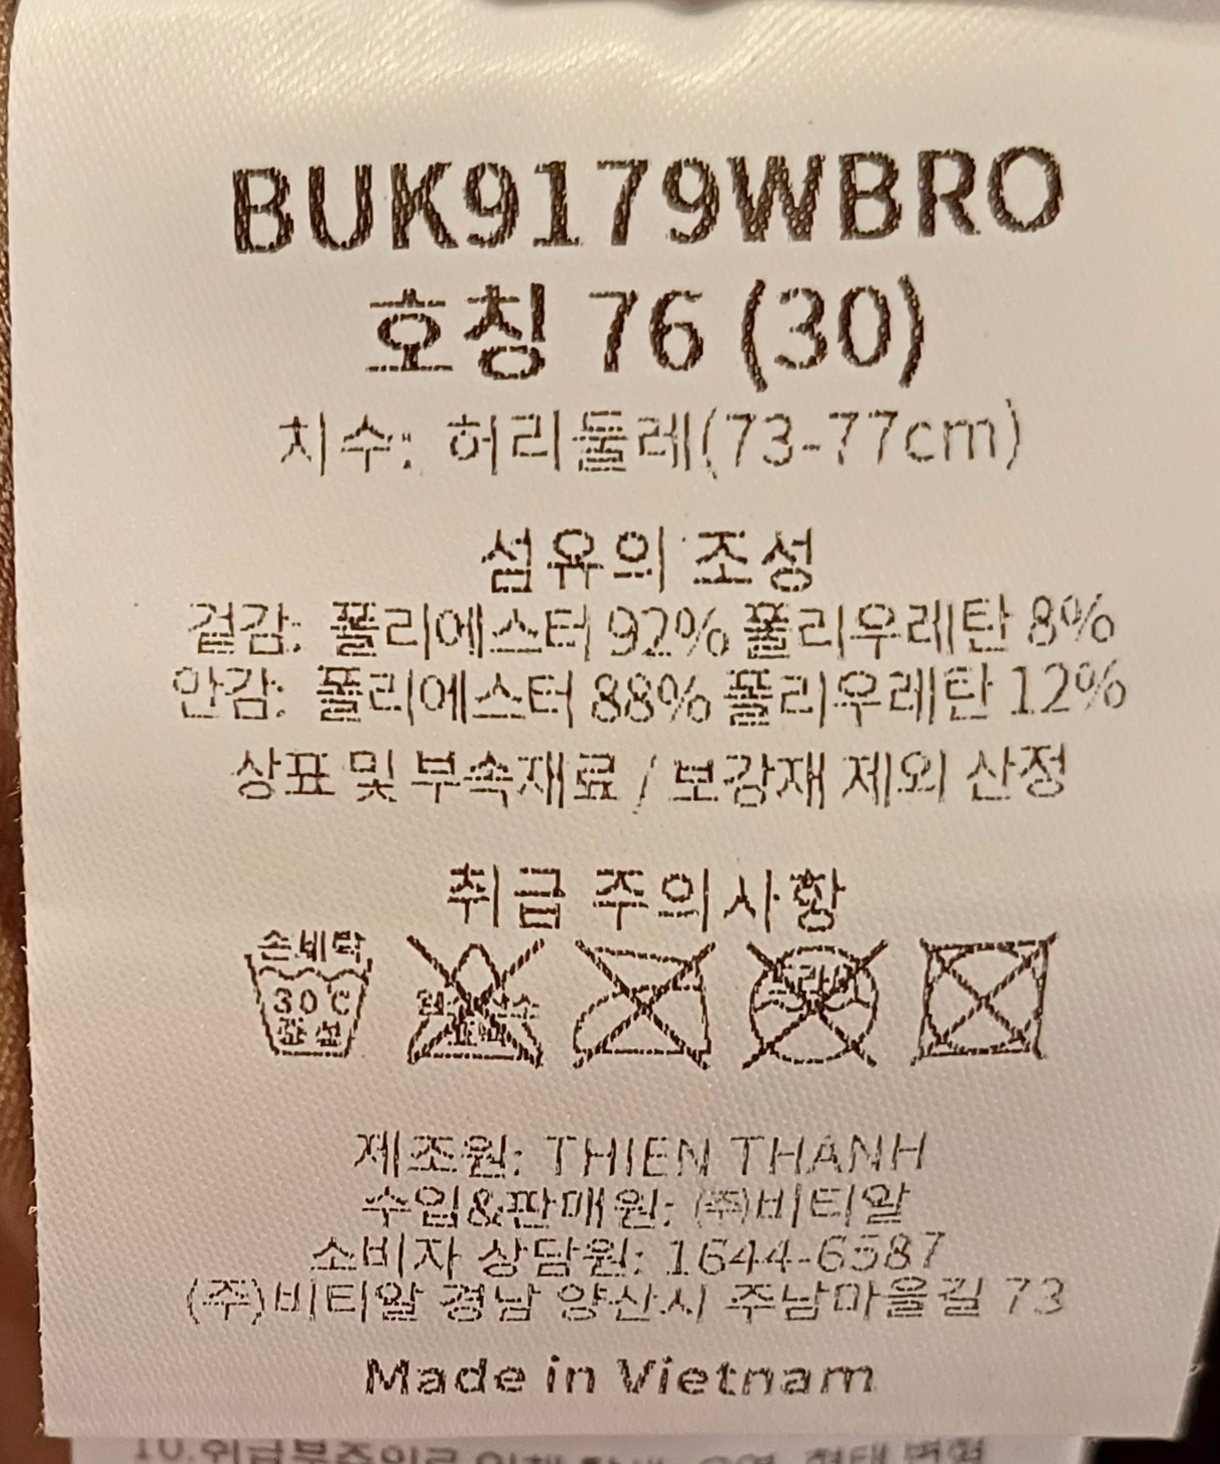 BUK9179WBRO
호칭 76 (30)
치수: 허리둘레(73-77cm)
섬유의 조성
겉감: 폴리에스터 92% 폴리우레탄 8%
안감: 폴리에스터 88% 폴리우레탄 12%
상표 및 부속재료 / 보강재 제외 산정
취급 주의사항
손세탁
30℃
중성
제조원: THIEN THANH
수입&판매원: (주)비티알
소비자 상담원: 1644-6587
(주)비티알 경남 양산시 주남마을길 73
Made in Vietnam